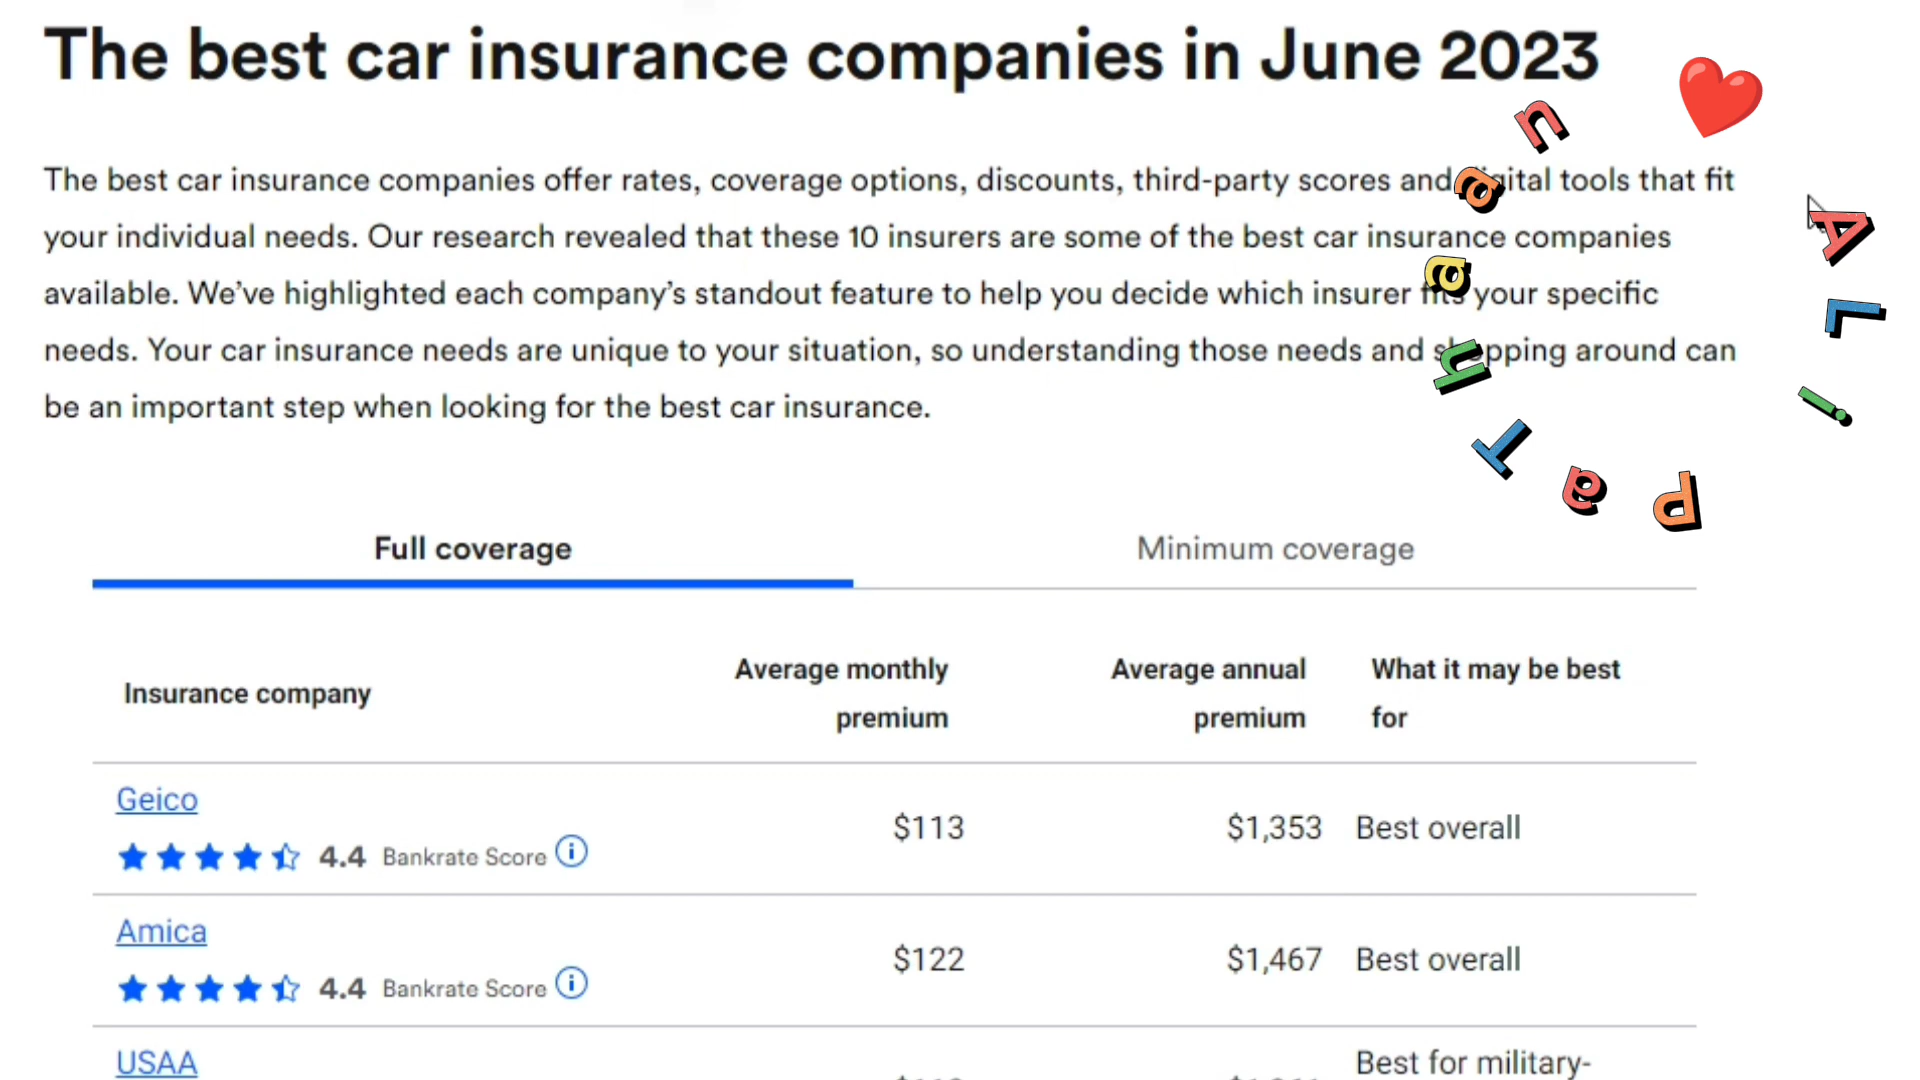 The best car insurance companies in June 2023
The best car insurance companies offer rates, coverage options, discounts, third-party scores and digital tools that fit
your individual needs. Our research revealed that these 10 insurers are some of the best car insurance companies
available. We’ve highlighted each company’s standout feature to help you decide which insurer fits your specific
needs. Your car insurance needs are unique to your situation, so understanding those needs and shopping around can
be an important step when looking for the best car insurance.
ALi PaThaan
Full coverage
Minimum coverage
Insurance company
Average monthly
premium
Average annual
premium
What it may be best
for
Geico
4.4 Bankrate Score
$113
$1,353
Best overall
Amica
4.4 Bankrate Score
$122
$1,467
Best overall
USAA
Best for military-